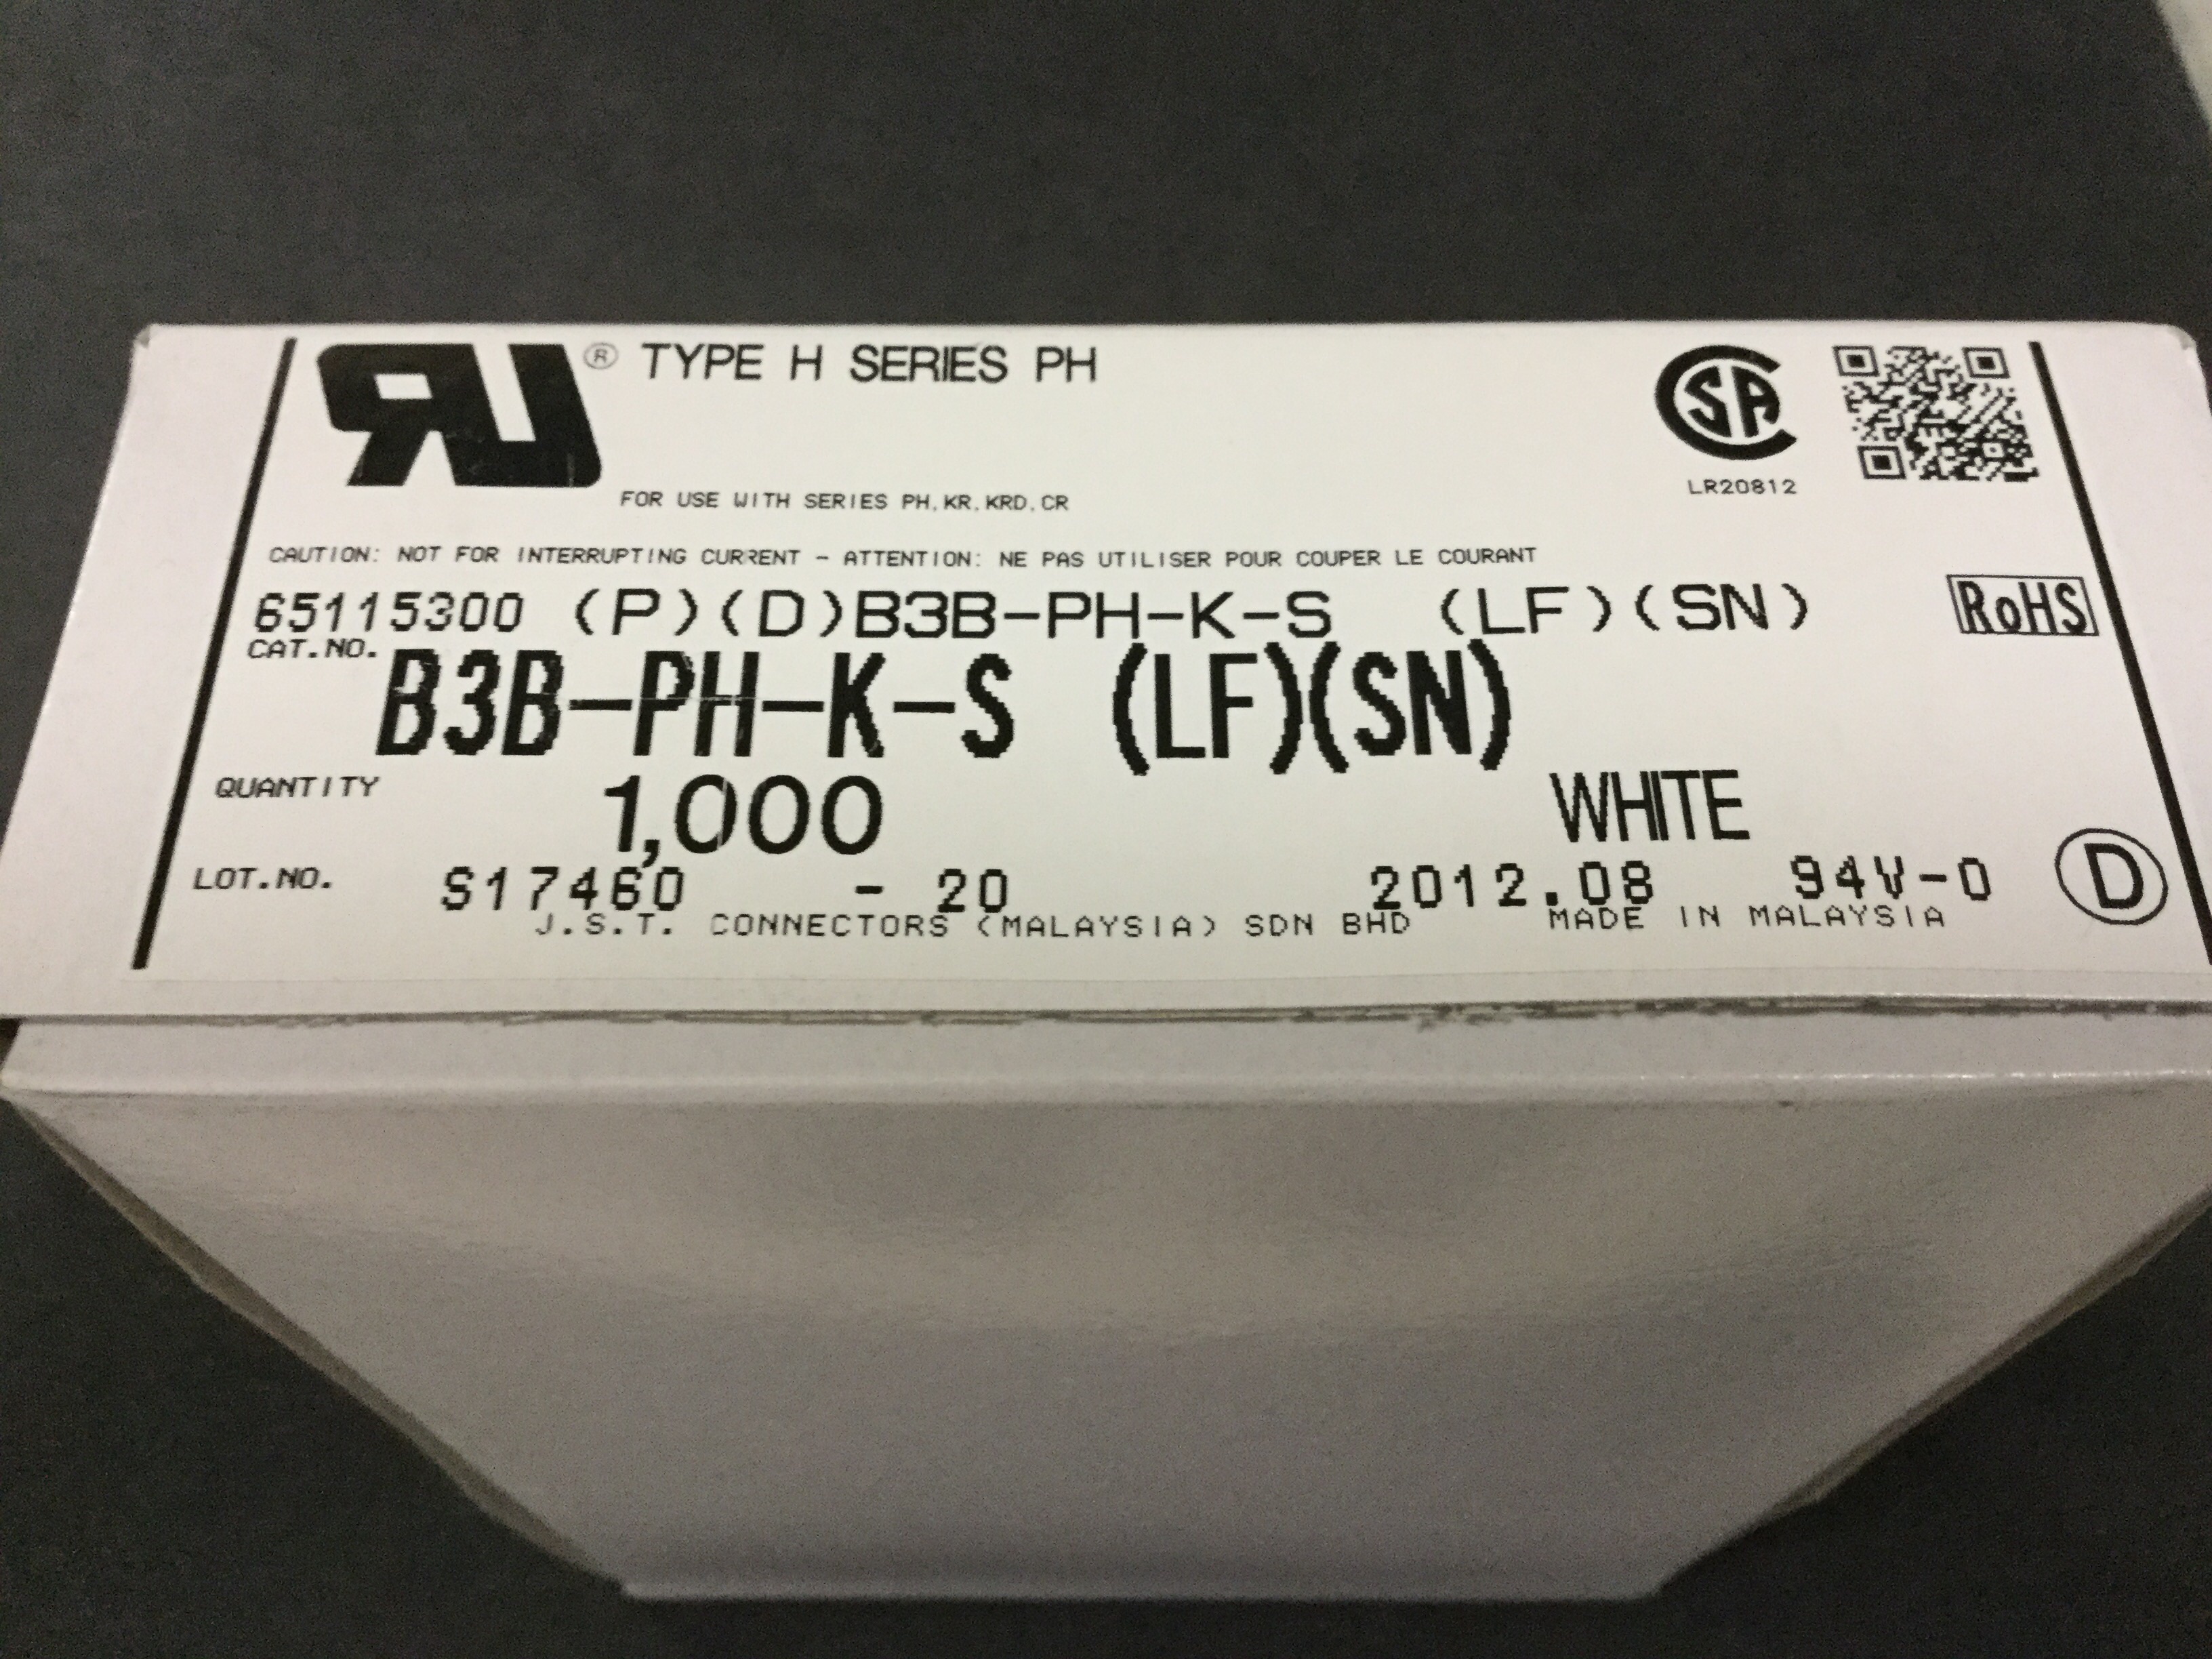 RU® TYPE H SERIES PH
CSA
LR20812
FOR USE WITH SERIES PH,KR,KRD,CR
CAUTION: NOT FOR INTERRUPTING CURRENT - ATTENTION: NE PAS UTILISER POUR COUPER LE COURANT
65115300 (P)(D)B3B-PH-K-S (LF)(SN)
RoHS
CAT.NO. B3B-PH-K-S (LF)(SN)
QUANTITY 1,000 WHITE
LOT.NO. S17460 - 20 2012.08 94V-0 D
J.S.T. CONNECTORS (MALAYSIA) SDN BHD MADE IN MALAYSIA